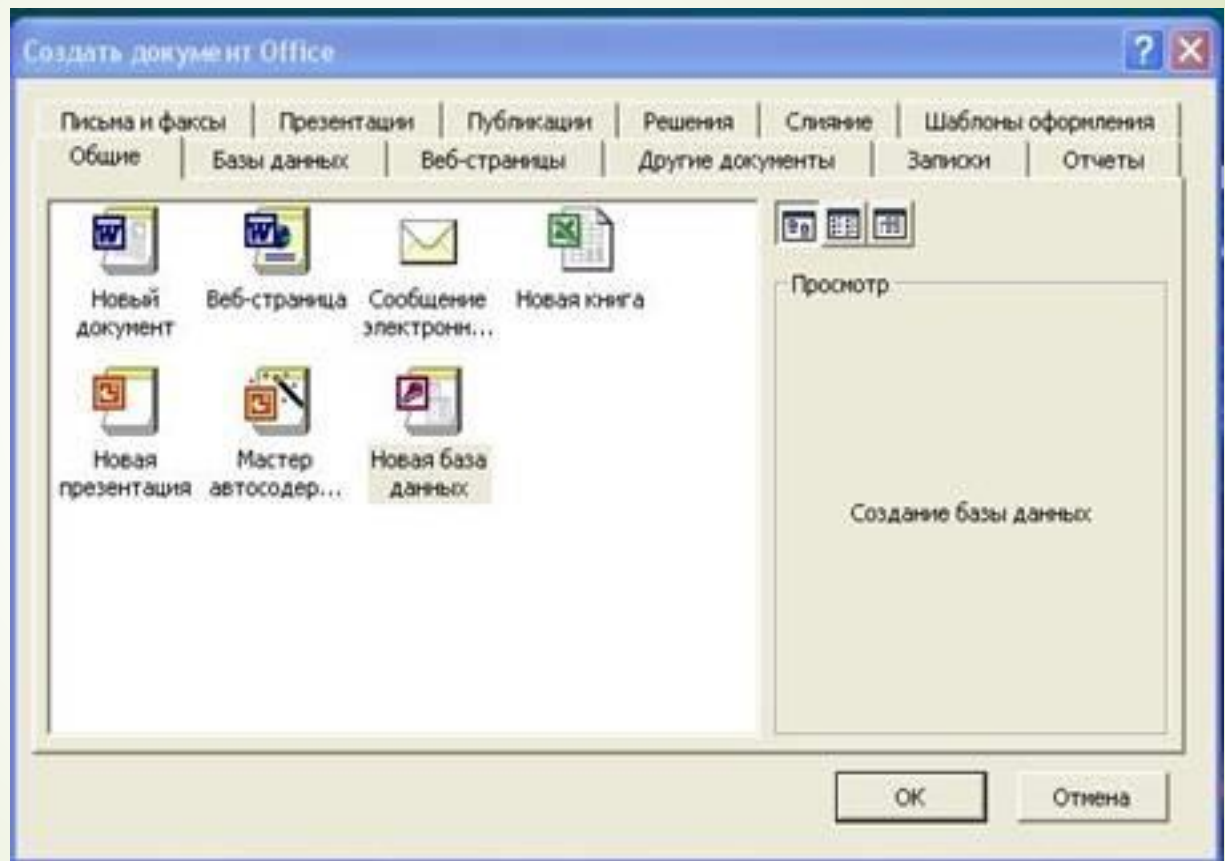 Создать документ Office
Письма и факсы Презентации Публикации Решения Слияние Шаблоны оформления
Общие Базы данных Веб-страницы Другие документы Записки Отчеты
Новый документ
Веб-страница
Сообщение электронн...
Новая книга
Новая презентация
Мастер автосодер...
Новая база данных
Просмотр
Создание базы данных
ОК Отмена